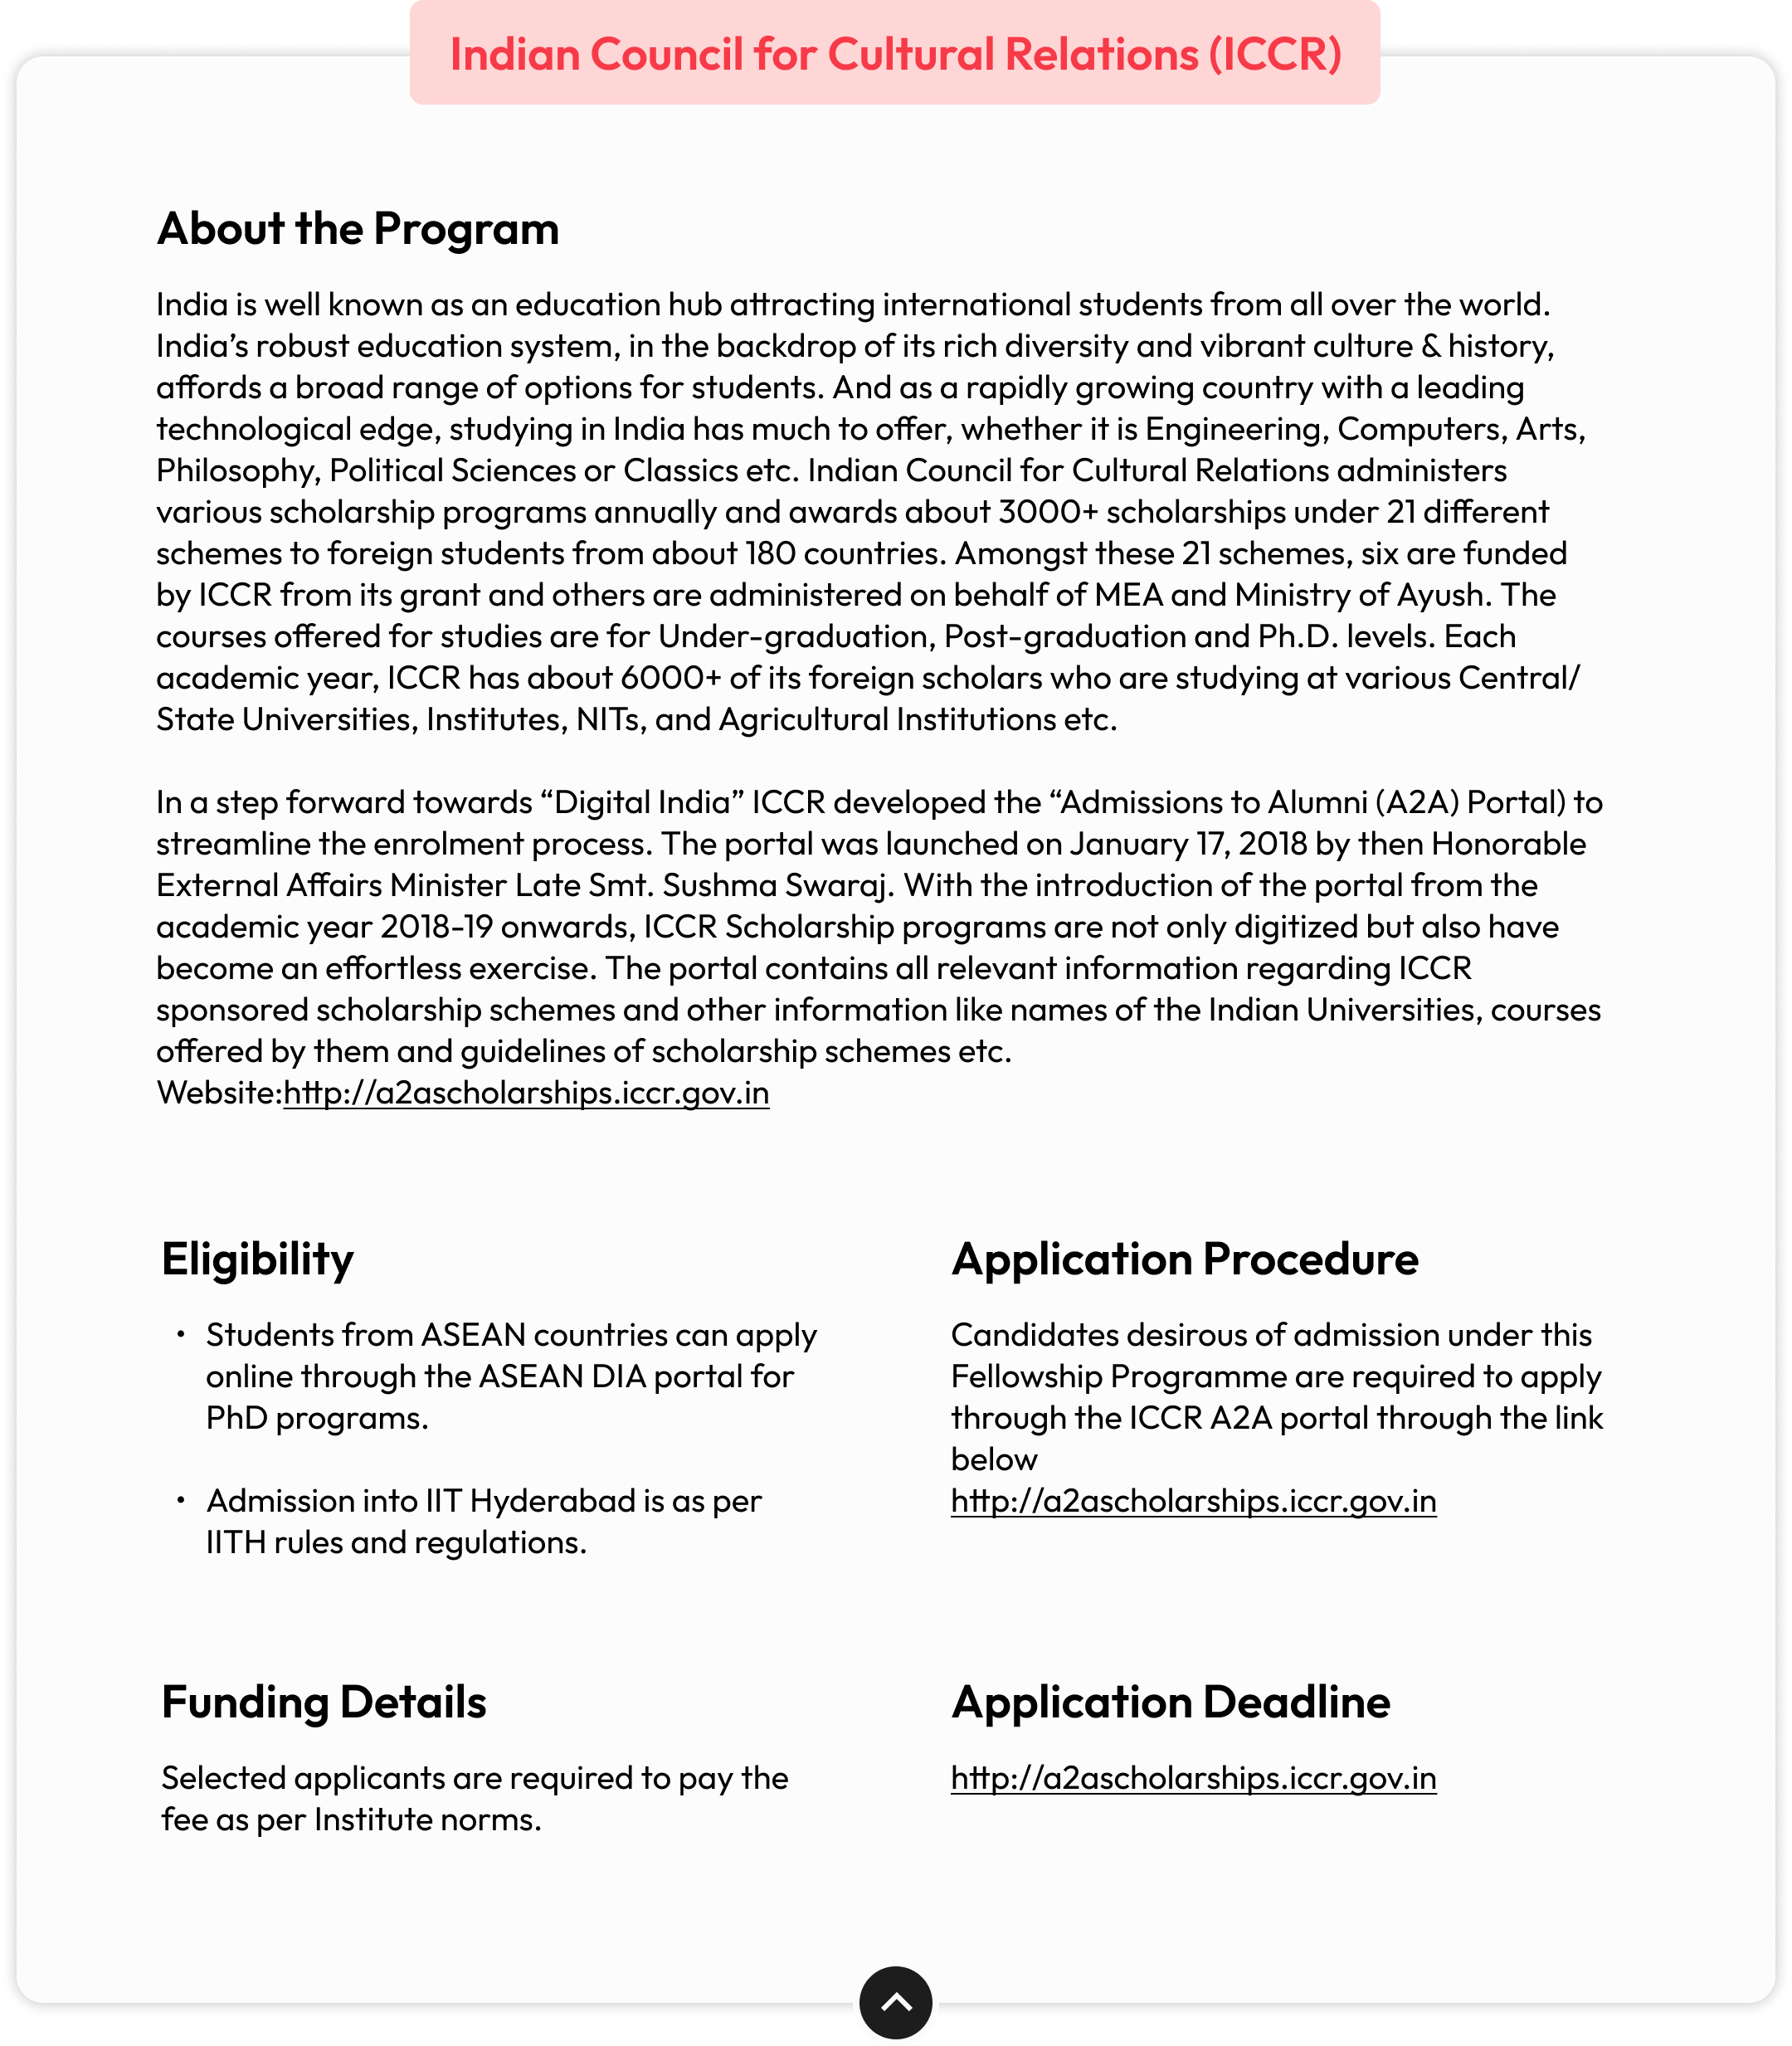 Indian Council for Cultural Relations (ICCR)
About the Program
India is well known as an education hub attracting international students from all over the world.
India’s robust education system, in the backdrop of its rich diversity and vibrant culture & history,
affords a broad range of options for students. And as a rapidly growing country with a leading
technological edge, studying in India has much to offer, whether it is Engineering, Computers, Arts,
Philosophy, Political Sciences or Classics etc. Indian Council for Cultural Relations administers
various scholarship programs annually and awards about 3000+ scholarships under 21 different
schemes to foreign students from about 180 countries. Amongst these 21 schemes, six are funded
by ICCR from its grant and others are administered on behalf of MEA and Ministry of Ayush. The
courses offered for studies are for Under-graduation, Post-graduation and Ph.D. levels. Each
academic year, ICCR has about 6000+ of its foreign scholars who are studying at various Central/
State Universities, Institutes, NITs, and Agricultural Institutions etc.
In a step forward towards “Digital India” ICCR developed the “Admissions to Alumni (A2A) Portal) to
streamline the enrolment process. The portal was launched on January 17, 2018 by then Honorable
External Affairs Minister Late Smt. Sushma Swaraj. With the introduction of the portal from the
academic year 2018-19 onwards, ICCR Scholarship programs are not only digitized but also have
become an effortless exercise. The portal contains all relevant information regarding ICCR
sponsored scholarship schemes and other information like names of the Indian Universities, courses
offered by them and guidelines of scholarship schemes etc.
Website:http://a2ascholarships.iccr.gov.in
Eligibility
• Students from ASEAN countries can apply
online through the ASEAN DIA portal for
PhD programs.
• Admission into IIT Hyderabad is as per
IITH rules and regulations.
Application Procedure
Candidates desirous of admission under this
Fellowship Programme are required to apply
through the ICCR A2A portal through the link
below
http://a2ascholarships.iccr.gov.in
Funding Details
Selected applicants are required to pay the
fee as per Institute norms.
Application Deadline
http://a2ascholarships.iccr.gov.in